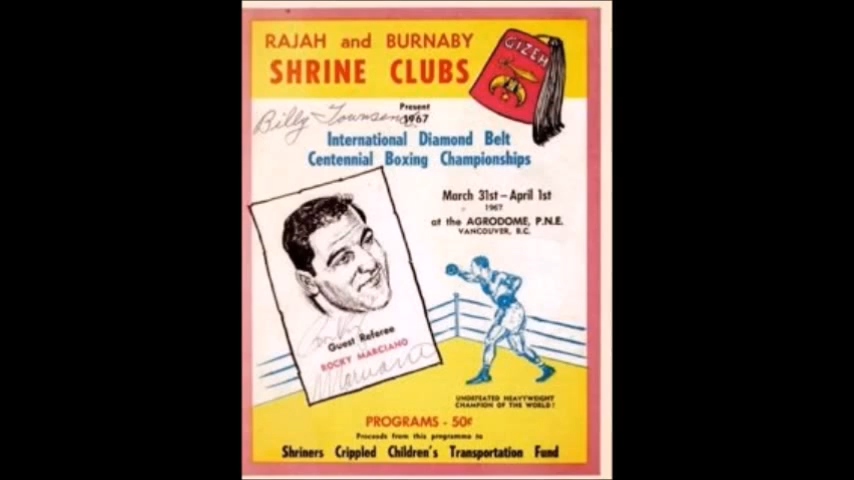 RAJAH and BURNABY
SHRINE CLUBS
GIZEH
Present
Billy Townsend
1967
International Diamond Belt
Centennial Boxing Championships
March 31st - April 1st
1967
at the AGRODOME, P.N.E.
VANCOUVER, B.C.
Rocky
Guest Referee
ROCKY MARCIANO
Marciano
UNDEFEATED HEAVYWEIGHT
CHAMPION OF THE WORLD!
PROGRAMS - 50¢
Proceeds from this programme to
Shriners Crippled Children's Transportation Fund